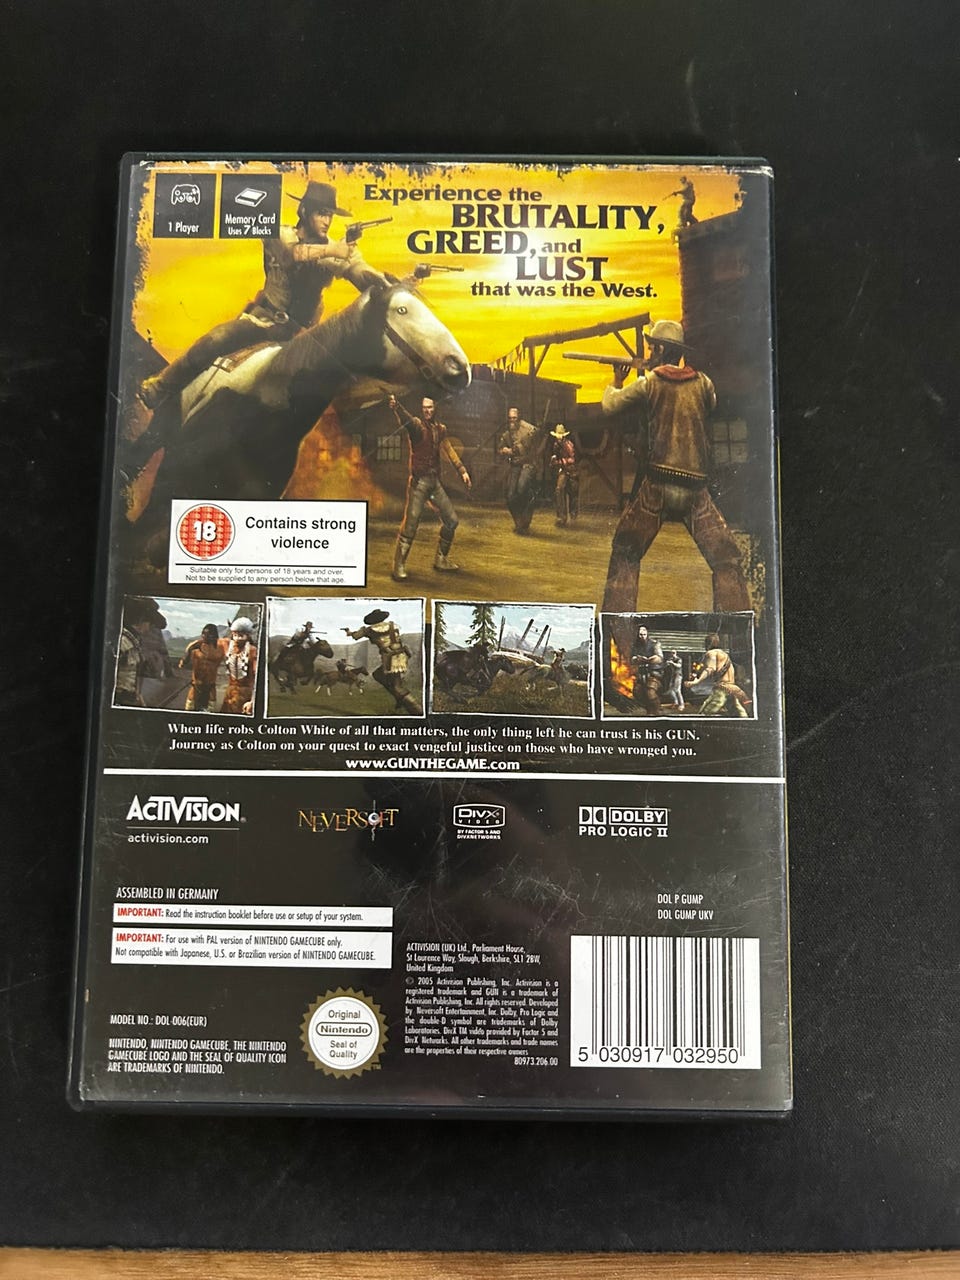 1 Player
Memory Card
Uses 7 Blocks
Experience the
BRUTALITY,
GREED, and
LUST
that was the West.
18
Contains strong
violence
Suitable only for persons of 18 years and over.
Not to be supplied to any person below that age.
When life robs Colton White of all that matters, the only thing left he can trust is his GUN.
Journey as Colton on your quest to exact vengeful justice on those who have wronged you.
www.GUNTHEGAME.com
ACTIVISION®
activision.com
NEVERSOFT
DIVX
VIDEO
BY FACTOR 5 AND
DIVXNETWORKS
DOLBY
PRO LOGIC II
ASSEMBLED IN GERMANY
IMPORTANT: Read the instruction booklet before use or setup of your system.
IMPORTANT: For use with PAL version of NINTENDO GAMECUBE only.
Not compatible with Japanese, U.S. or Brazilian version of NINTENDO GAMECUBE.
MODEL NO.: DOL-006(EUR)
NINTENDO, NINTENDO GAMECUBE, THE NINTENDO
GAMECUBE LOGO AND THE SEAL OF QUALITY ICON
ARE TRADEMARKS OF NINTENDO.
Original
Nintendo
Seal of
Quality
TM
ACTIVISION (UK) Ltd., Parliament House,
St Laurence Way, Slough, Berkshire, SL1 2BW,
United Kingdom
© 2005 Activision Publishing, Inc. Activision is a
registered trademark and GUN is a trademark of
Activision Publishing, Inc. All rights reserved. Developed
by Neversoft Entertainment, Inc. Dolby, Pro Logic and
the double-D symbol are trademarks of Dolby
Laboratories. DivX TM video provided by Factor 5 and
DivX Networks. All other trademarks and trade names
are the properties of their respective owners
80973.206.00
DOL P GUMP
DOL GUMP UKV
5 030917 032950